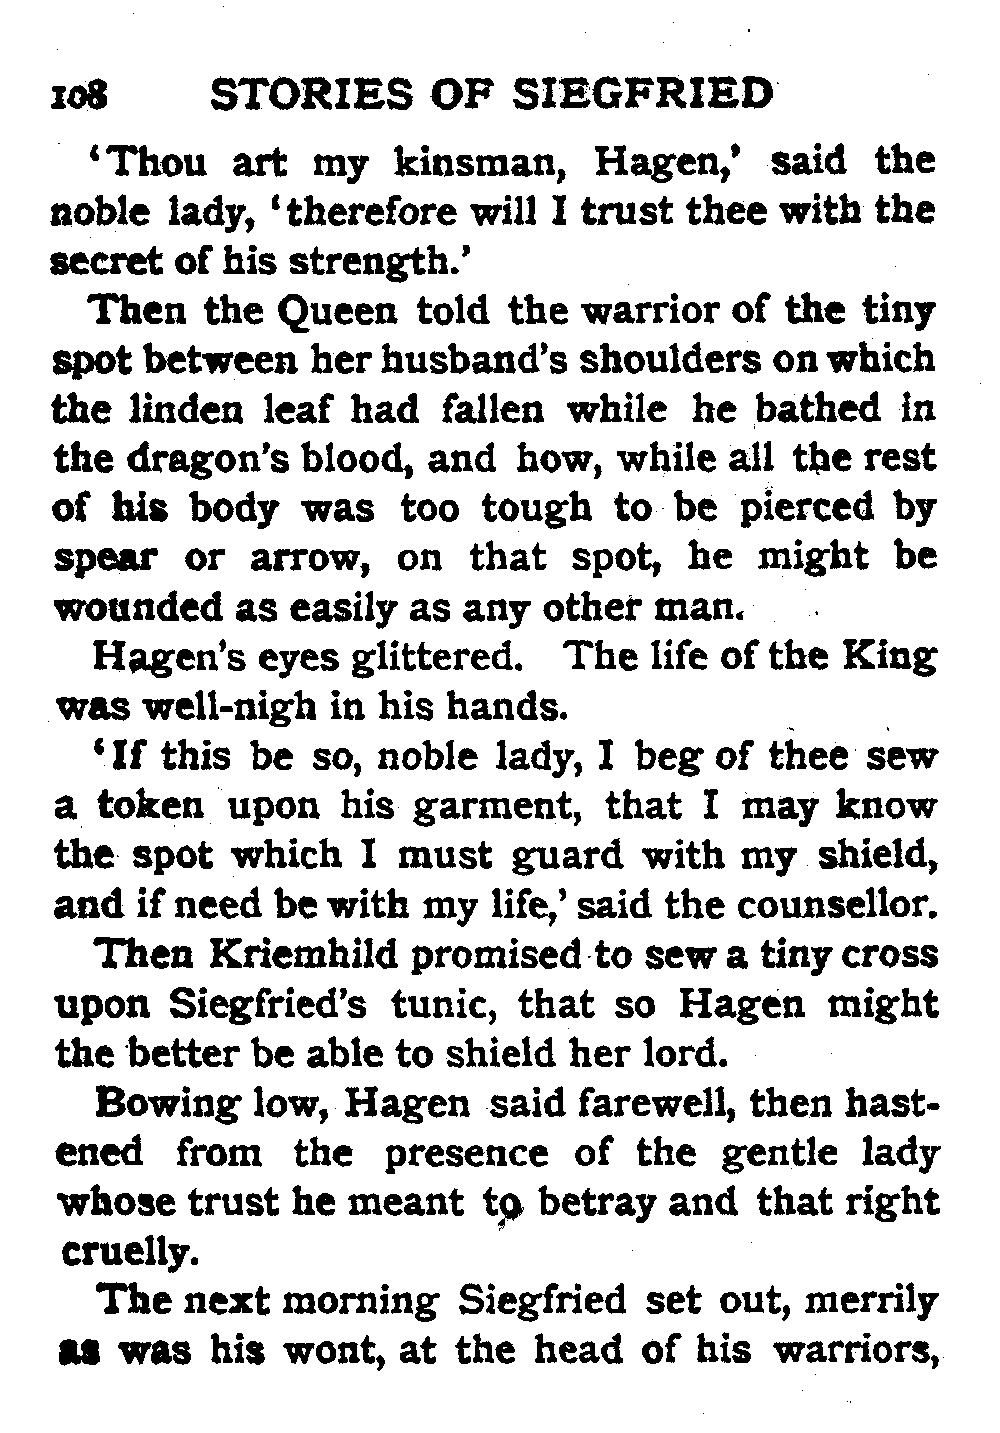 108 STORIES OF SIEGFRIED
‘Thou art my kinsman, Hagen,’ said the
noble lady, ‘therefore will I trust thee with the
secret of his strength.’
Then the Queen told the warrior of the tiny
spot between her husband’s shoulders on which
the linden leaf had fallen while he bathed in
the dragon’s blood, and how, while all the rest
of his body was too tough to be pierced by
spear or arrow, on that spot, he might be
wounded as easily as any other man.
Hagen’s eyes glittered. The life of the King
was well-nigh in his hands.
‘If this be so, noble lady, I beg of thee sew
a token upon his garment, that I may know
the spot which I must guard with my shield,
and if need be with my life,’ said the counsellor.
Then Kriemhild promised to sew a tiny cross
upon Siegfried’s tunic, that so Hagen might
the better be able to shield her lord.
Bowing low, Hagen said farewell, then hast-
ened from the presence of the gentle lady
whose trust he meant to betray and that right
cruelly.
The next morning Siegfried set out, merrily
as was his wont, at the head of his warriors,